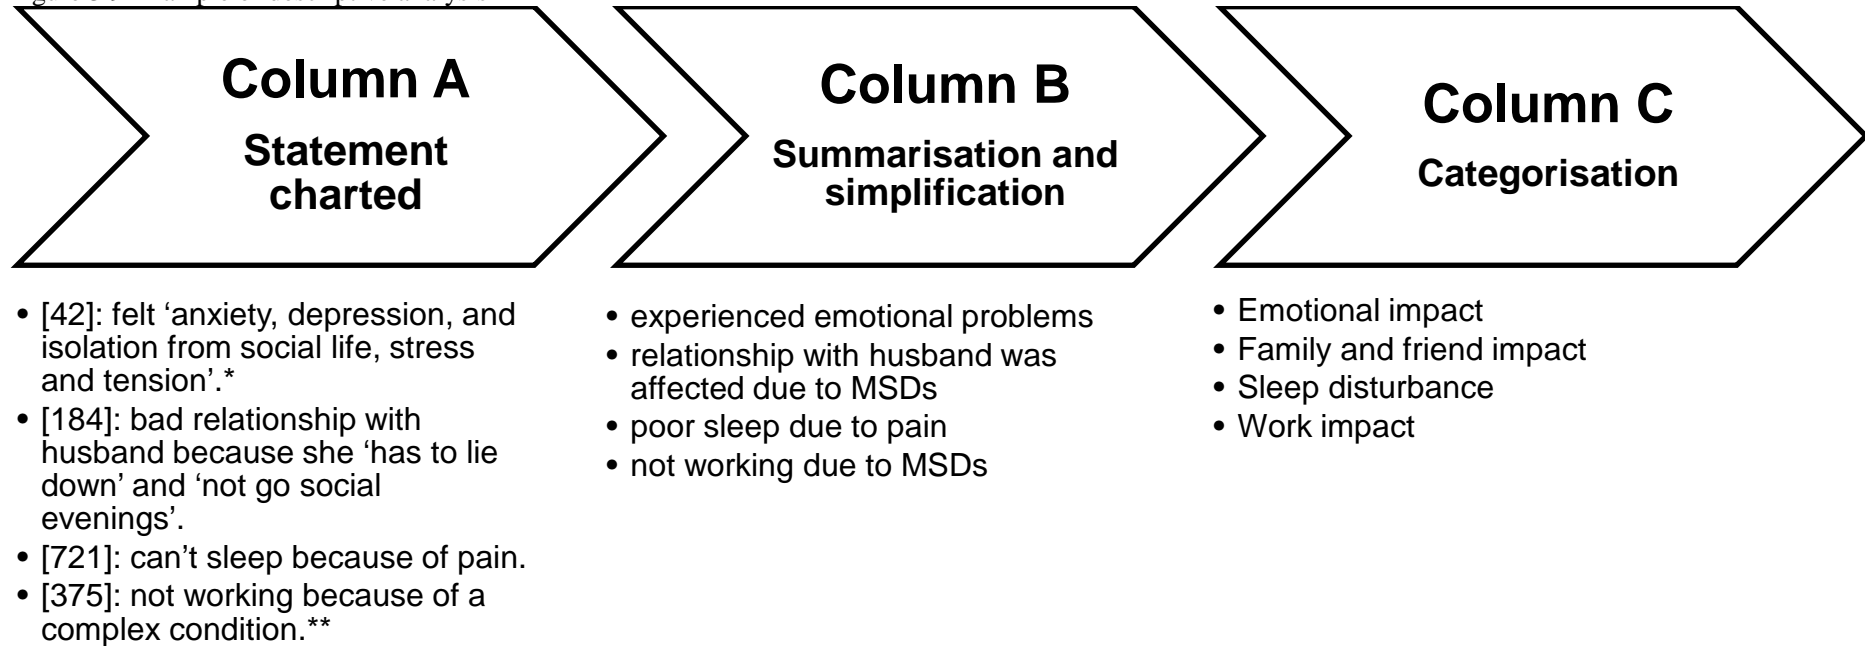 Column A
Statement
charted
Column B
Summarisation and
simplification
Column C
Categorisation
• [42]: felt ‘anxiety, depression, and
isolation from social life, stress
and tension’.*
• [184]: bad relationship with
husband because she ‘has to lie
down’ and ‘not go social
evenings’.
• [721]: can’t sleep because of pain.
• [375]: not working because of a
complex condition.**
• experienced emotional problems
• relationship with husband was
affected due to MSDs
• poor sleep due to pain
• not working due to MSDs
• Emotional impact
• Family and friend impact
• Sleep disturbance
• Work impact